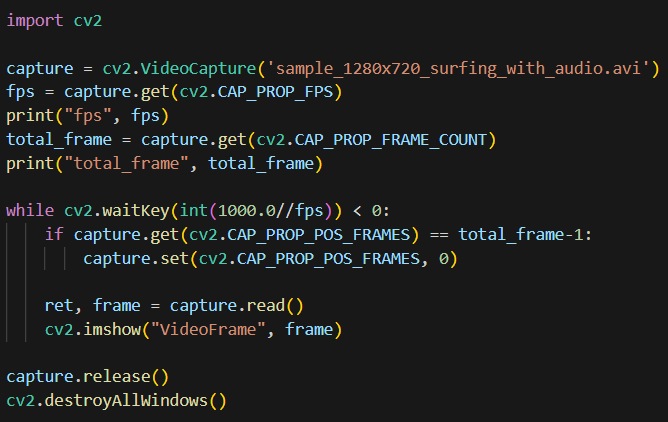 import cv2

capture = cv2.VideoCapture('sample_1280x720_surfing_with_audio.avi')
fps = capture.get(cv2.CAP_PROP_FPS)
print("fps", fps)
total_frame = capture.get(cv2.CAP_PROP_FRAME_COUNT)
print("total_frame", total_frame)

while cv2.waitKey(int(1000.0//fps)) < 0:
    if capture.get(cv2.CAP_PROP_POS_FRAMES) == total_frame-1:
        capture.set(cv2.CAP_PROP_POS_FRAMES, 0)

    ret, frame = capture.read()
    cv2.imshow("VideoFrame", frame)

capture.release()
cv2.destroyAllWindows()